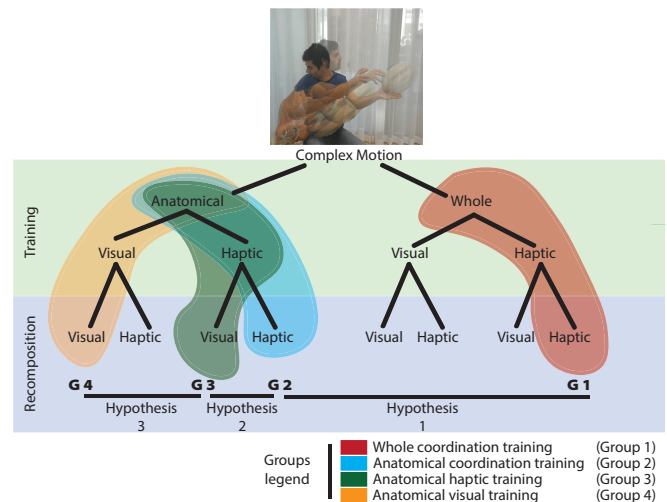 Complex Motion
Training
Anatomical Whole
Visual Haptic Visual Haptic
Recomposition
Visual Haptic Visual Haptic Visual Haptic Visual Haptic
G 4 G 3 G 2 G 1
Hypothesis Hypothesis Hypothesis
3 2 1
Groups legend
Whole coordination training (Group 1)
Anatomical coordination training (Group 2)
Anatomical haptic training (Group 3)
Anatomical visual training (Group 4)